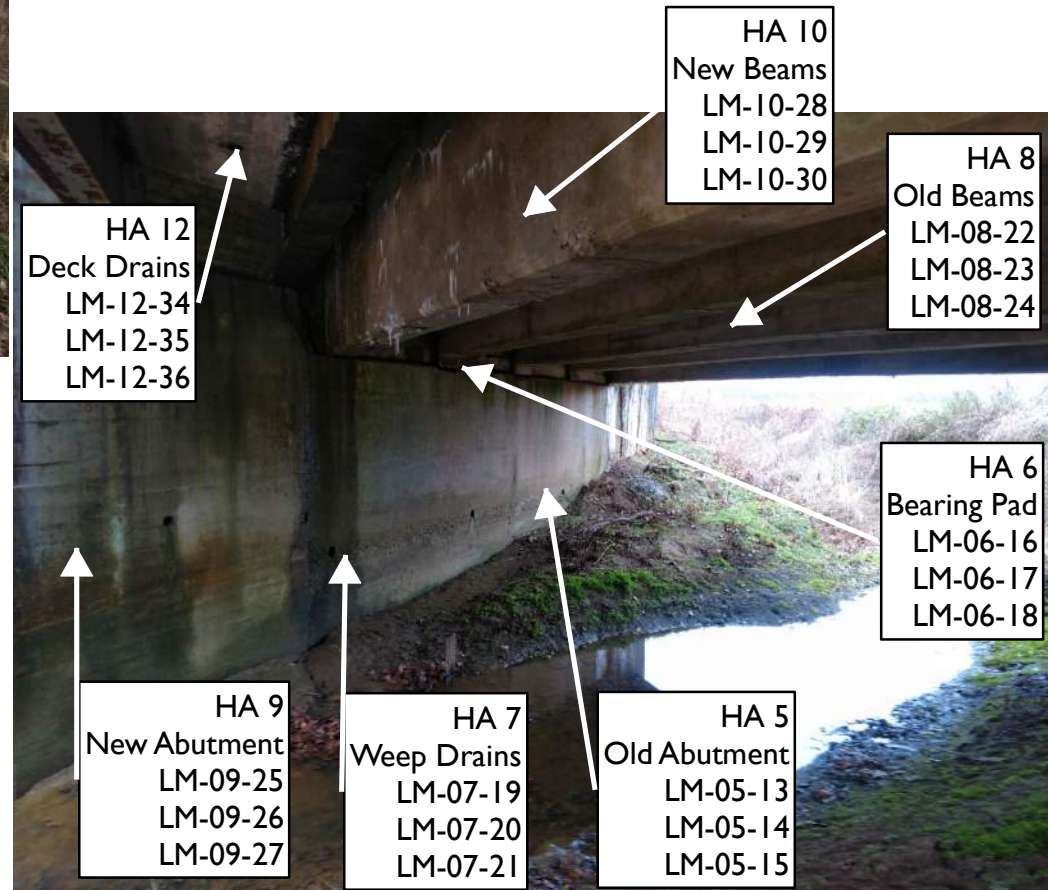 HA 10
New Beams
LM-10-28
LM-10-29
LM-10-30
HA 8
Old Beams
LM-08-22
LM-08-23
LM-08-24
HA 12
Deck Drains
LM-12-34
LM-12-35
LM-12-36
HA 6
Bearing Pad
LM-06-16
LM-06-17
LM-06-18
HA 9
New Abutment
LM-09-25
LM-09-26
LM-09-27
HA 7
Weep Drains
LM-07-19
LM-07-20
LM-07-21
HA 5
Old Abutment
LM-05-13
LM-05-14
LM-05-15